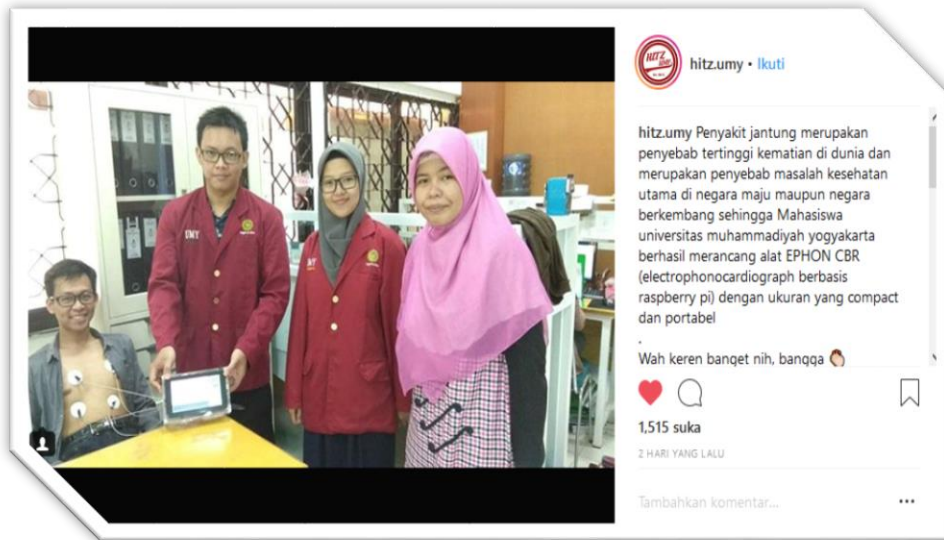 hitz.umy • Ikuti
HITZ
UMY
hitz.umy Penyakit jantung merupakan
penyebab tertinggi kematian di dunia dan
merupakan penyebab masalah kesehatan
utama di negara maju maupun negara
berkembang sehingga Mahasiswa
universitas muhammadiyah yogyakarta
berhasil merancang alat EPHON CBR
(electrophonocardiograph berbasis
raspberry pi) dengan ukuran yang compact
dan portabel
.
Wah keren banget nih, bangga
1,515 suka
2 HARI YANG LALU
Tambahkan komentar...
UMY